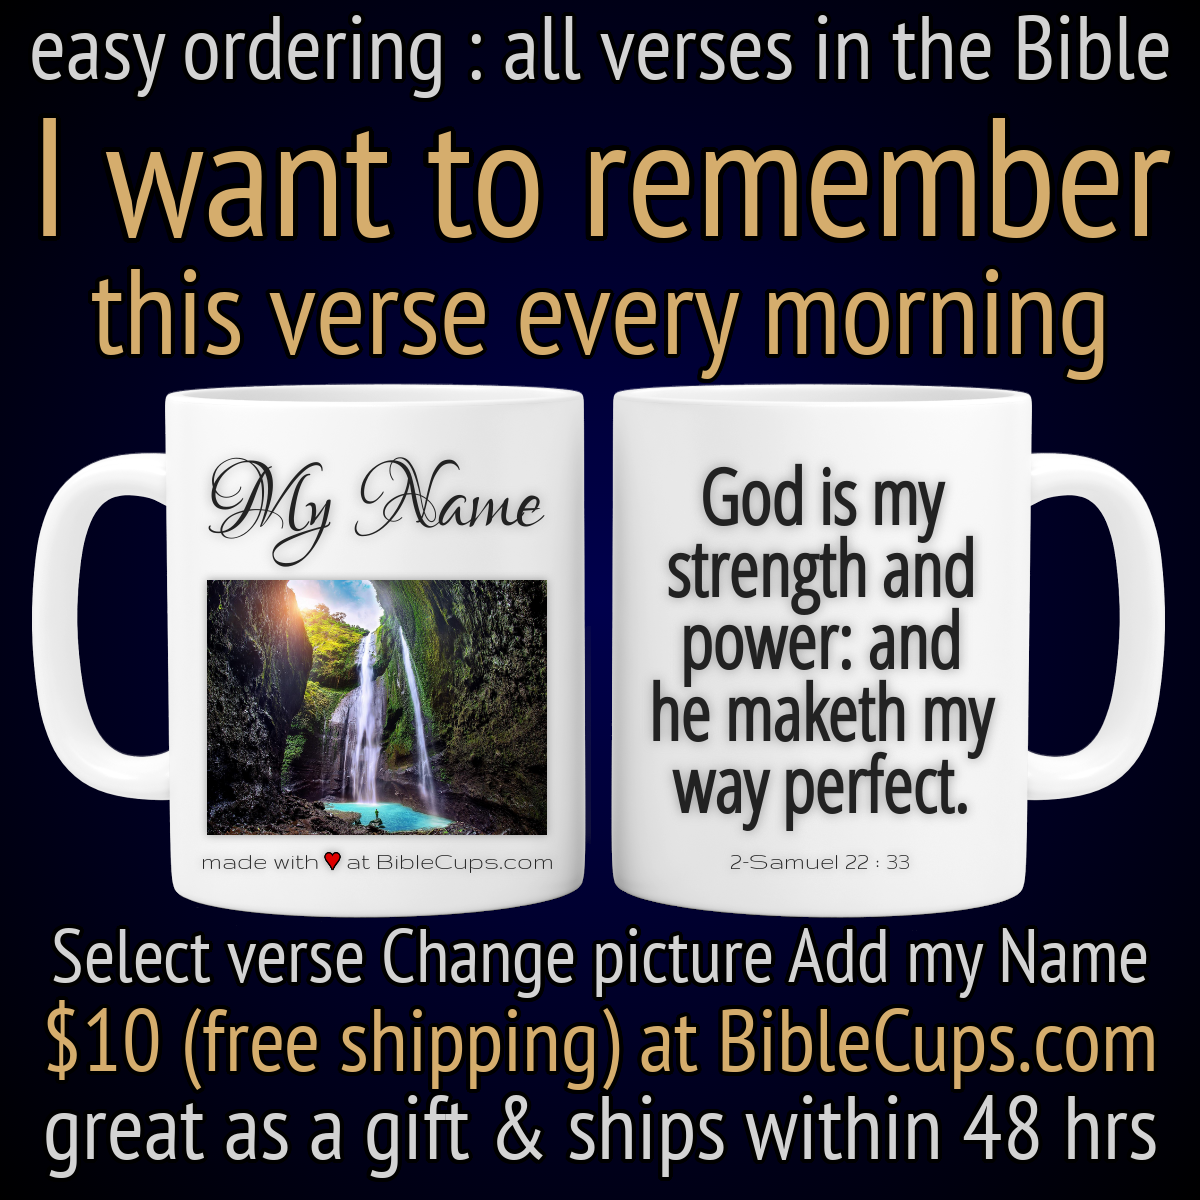 easy ordering : all verses in the Bible
I want to remember
this verse every morning
My Name
made with ♥ at BibleCups.com
God is my
strength and
power: and
he maketh my
way perfect.
2-Samuel 22 : 33
Select verse Change picture Add my Name
$10 (free shipping) at BibleCups.com
great as a gift & ships within 48 hrs